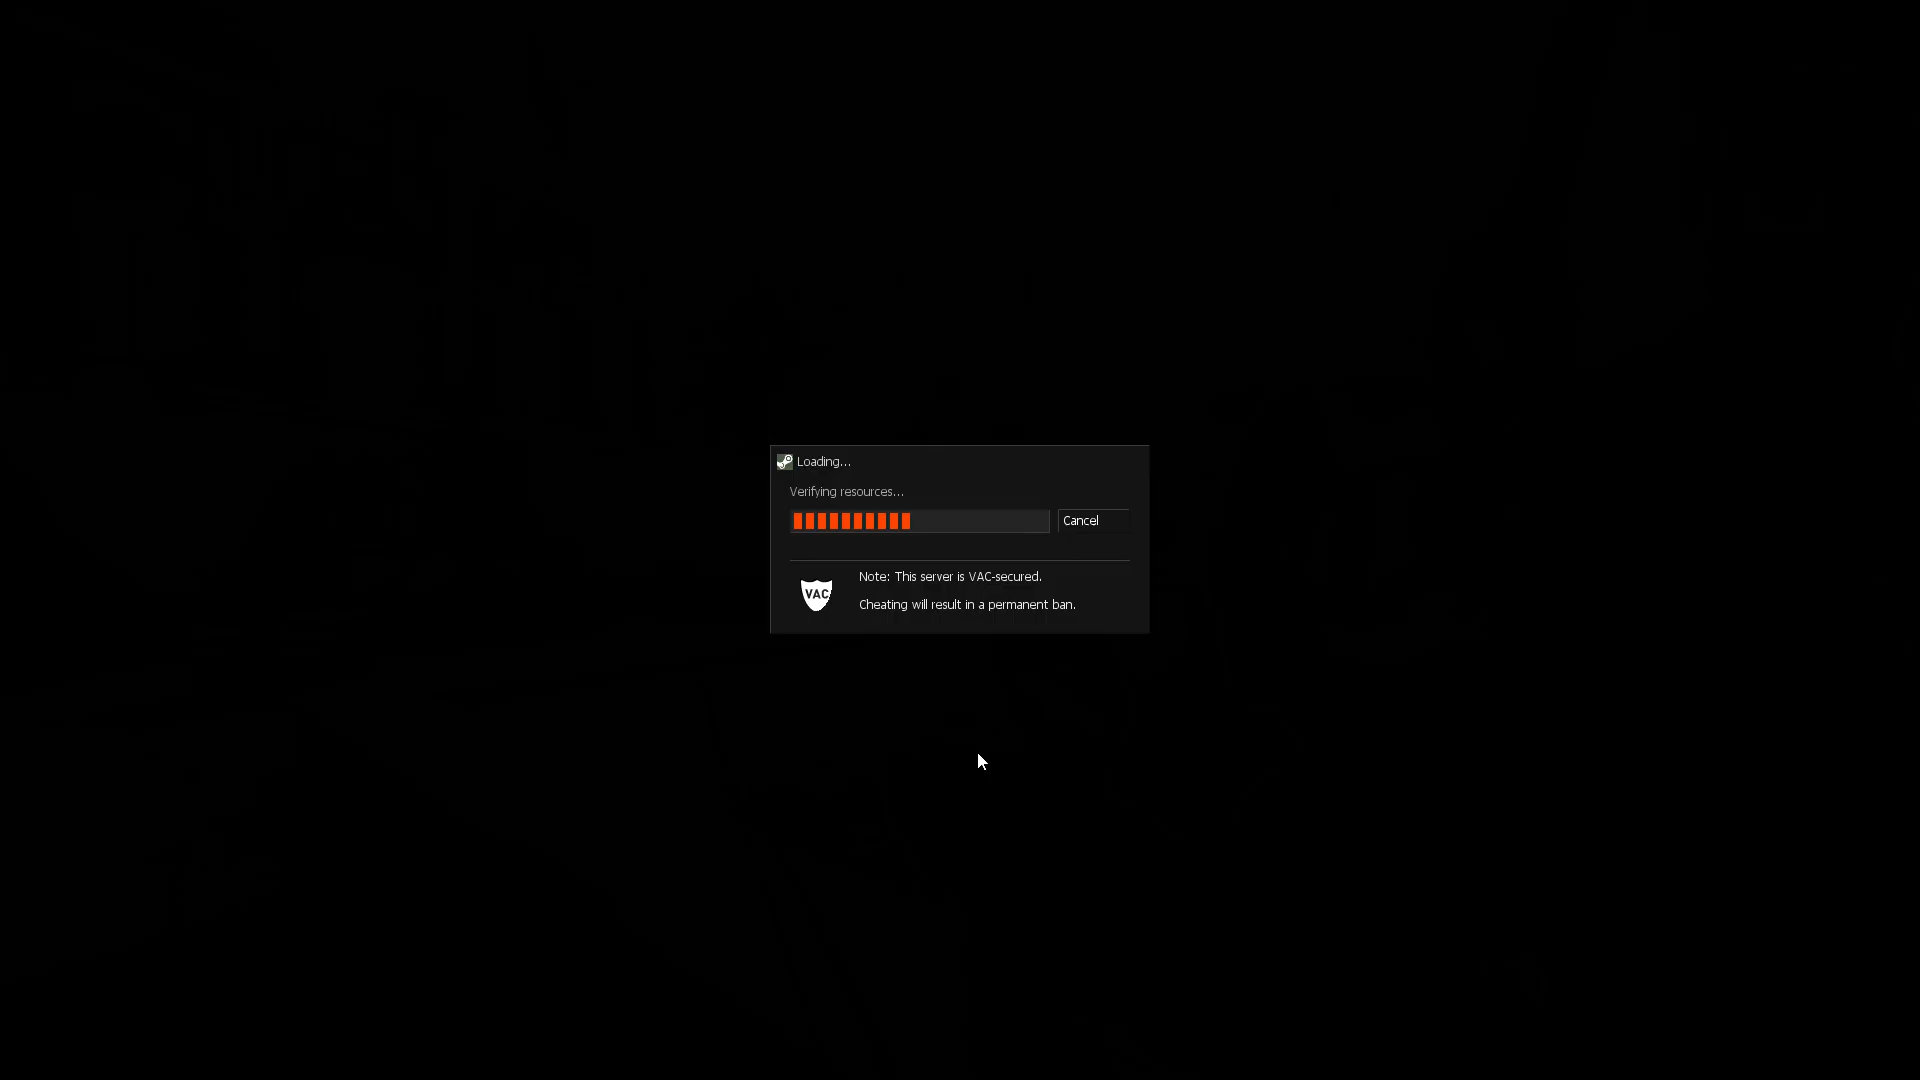 Loading...
Verifying resources...
Cancel
Note: This server is VAC-secured.
VAC
Cheating will result in a permanent ban.